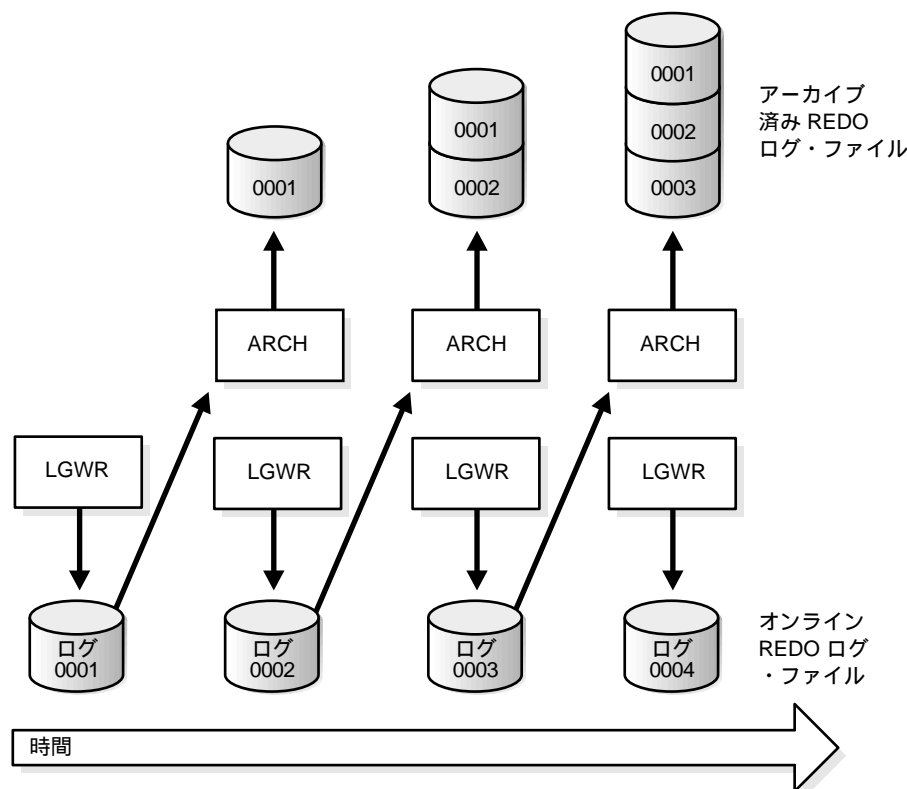 0001
0001
0002
0001
0002
0003
アーカイブ
済み REDO
ログ・ファイル
ARCH
ARCH
ARCH
LGWR
LGWR
LGWR
LGWR
ログ
0001
ログ
0002
ログ
0003
ログ
0004
オンライン
REDO ログ
・ファイル
時間